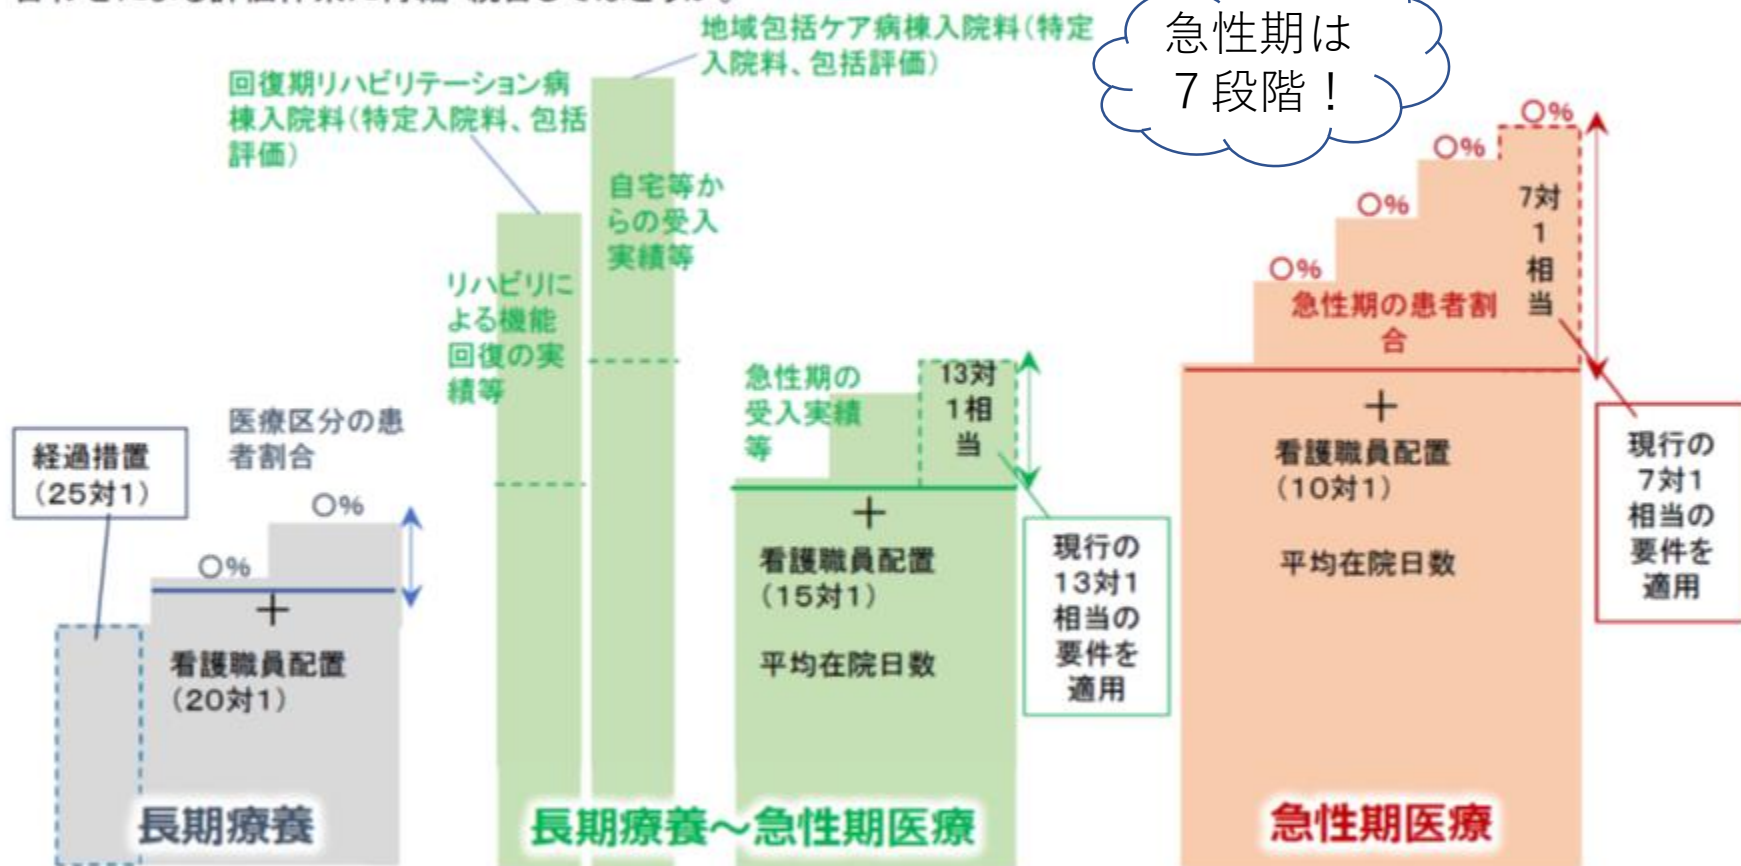 地域包括ケア病棟入院料(特定
入院料、包括評価)
急性期は
７段階！
回復期リハビリテーション病
棟入院料(特定入院料、包括
評価)
自宅等か
らの受入
実績等
リハビリに
よる機能
回復の実
績等
医療区分の患
者割合
経過措置
(25対1)
〇%
〇%
+
看護職員配置
(20対1)
長期療養
急性期の
受入実績
等
13対
1相
当
+
看護職員配置
(15対1)
平均在院日数
現行の
13対1
相当の
要件を
適用
長期療養～急性期医療
〇%
〇%
〇%
〇%
7対
1
相
当
急性期の患者割
合
+
看護職員配置
(10対1)
平均在院日数
現行の
7対1
相当の
要件を
適用
急性期医療